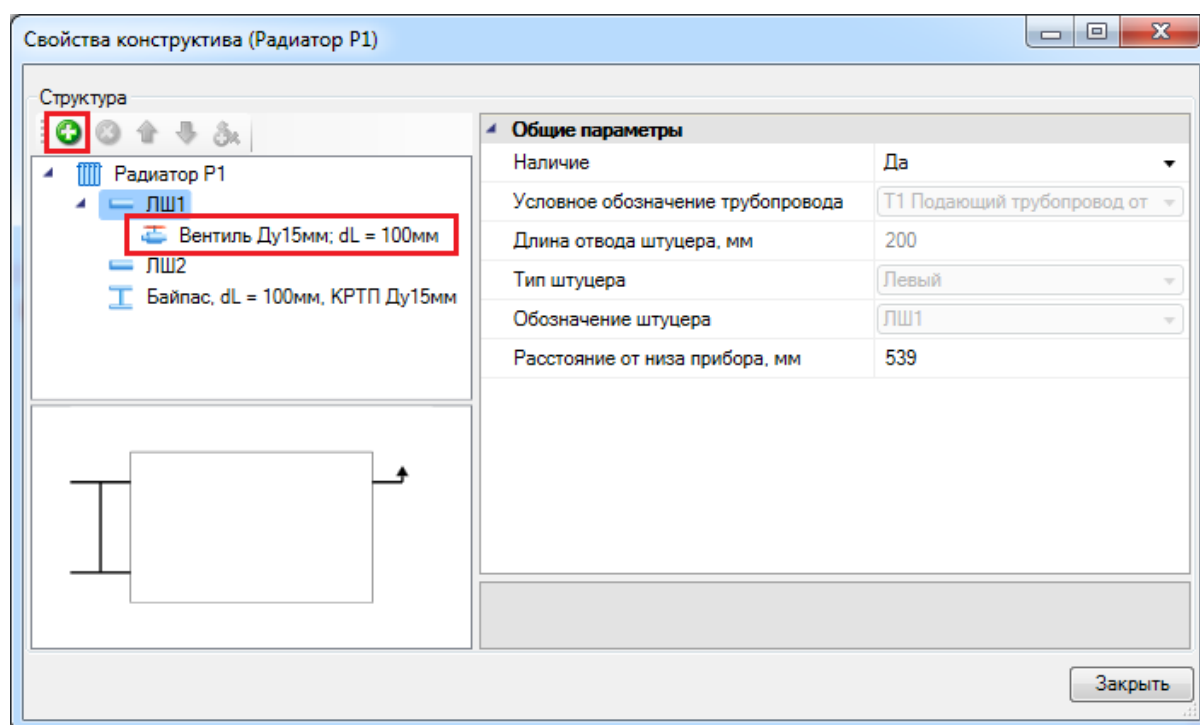 Свойства конструктива (Радиатор Р1)
Структура
Радиатор Р1
ЛШ1
Вентиль Ду15мм; dL = 100мм
ЛШ2
Байпас, dL = 100мм, КРТП Ду15мм
Общие параметры
Наличие Да
Условное обозначение трубопровода Т1 Подающий трубопровод от
Длина отвода штуцера, мм 200
Тип штуцера Левый
Обозначение штуцера ЛШ1
Расстояние от низа прибора, мм 539
Закрыть